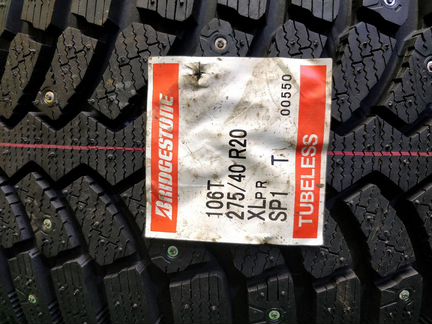 BRIDGESTONE
106T
275/40 R20
XL PR
SP1 T 00550
TUBELESS